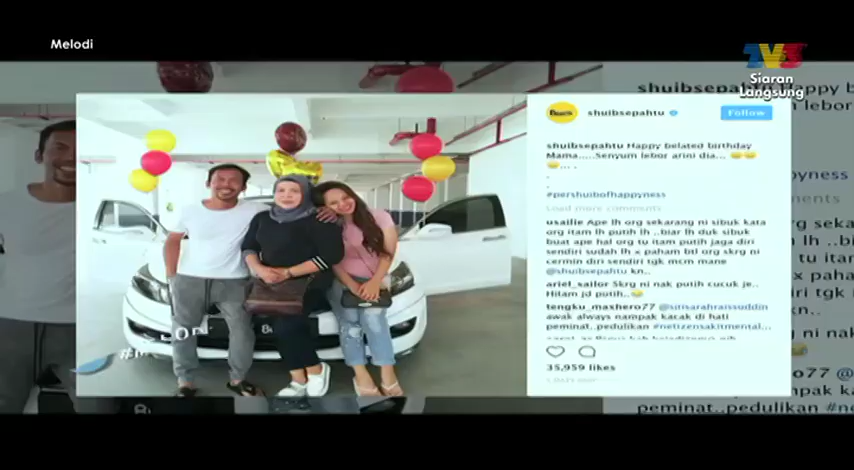 Melodi
TV3
Siaran
Langsung
shuibsepahtu
Follow
shuibsepahtu Happy belated birthday
Mama.....Senyum lebor arini dia...
. ... .
.
#pershuibofhappyness
Load more comments
usailie Ape lh org sekarang ni sibuk kata
org itam lh putih lh ..biar lh duk sibuk
buat ape hal org tu itam putih jaga diri
sendiri sudah lh x paham btl org skrg ni
cermin diri sendiri tgk mcm mane
@shuibsepahtu kn..
ariel_sailor Skrg ni nak putih cucuk je..
Hitam jd putih..
tengku_mashero77 @sitisarahraissuddin
awak always nampak kacak di hati
peminat..pedulikan #netizensakitmental...
35,959 likes